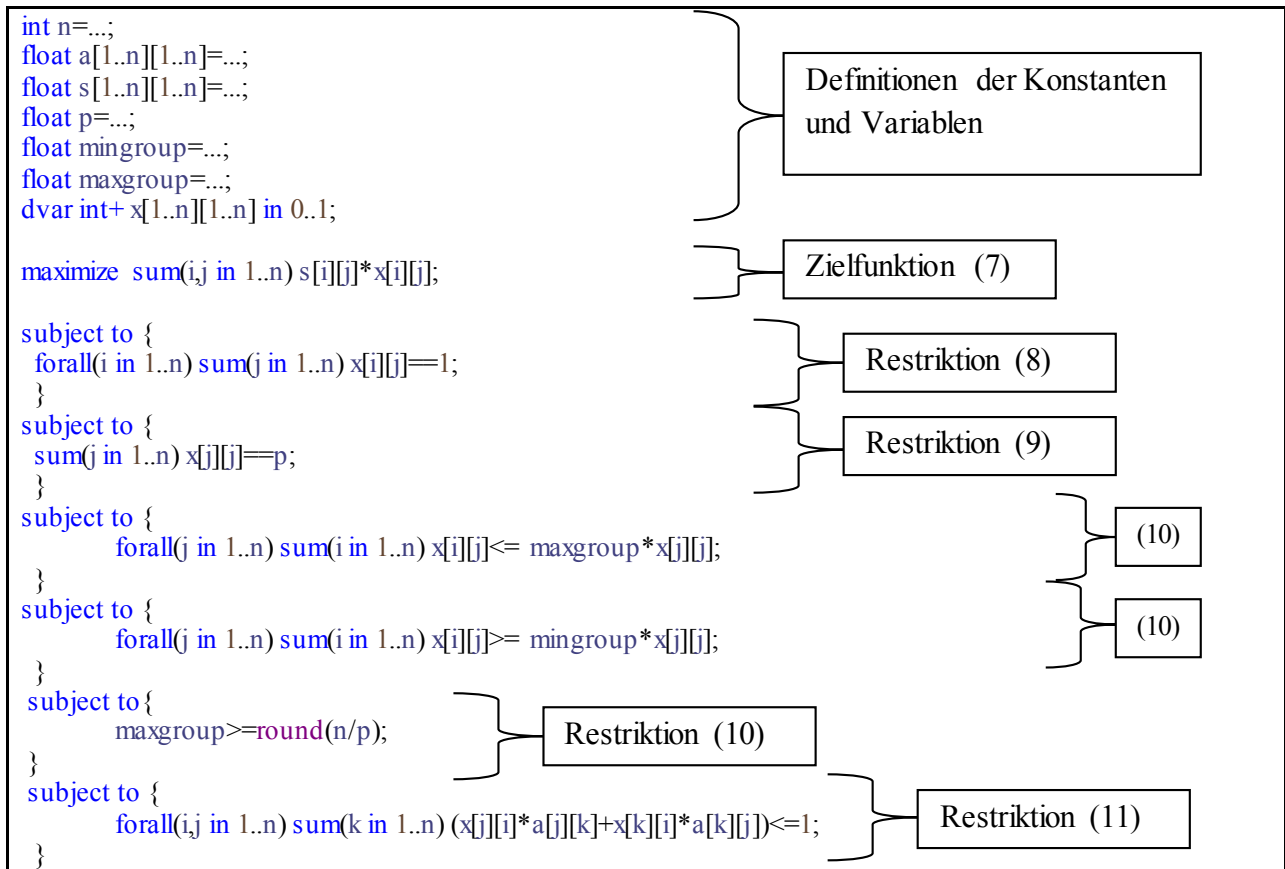 int n=...;
float a[1..n][1..n]=...;
float s[1..n][1..n]=...;
float p=...;
float mingroup=...;
float maxgroup=...;
dvar int+ x[1..n][1..n] in 0..1;
Definitionen der Konstanten
und Variablen
maximize sum(i,j in 1..n) s[i][j]*x[i][j];
Zielfunktion (7)
subject to {
forall(i in 1..n) sum(j in 1..n) x[i][j]==1;
}
Restriktion (8)
subject to {
sum(j in 1..n) x[j][j]==p;
}
Restriktion (9)
subject to {
forall(j in 1..n) sum(i in 1..n) x[i][j]<= maxgroup*x[j][j];
}
(10)
subject to {
forall(j in 1..n) sum(i in 1..n) x[i][j]>= mingroup*x[j][j];
}
(10)
subject to{
maxgroup>=round(n/p);
}
Restriktion (10)
subject to {
forall(i,j in 1..n) sum(k in 1..n) (x[j][i]*a[j][k]+x[k][i]*a[k][j])<=1;
}
Restriktion (11)